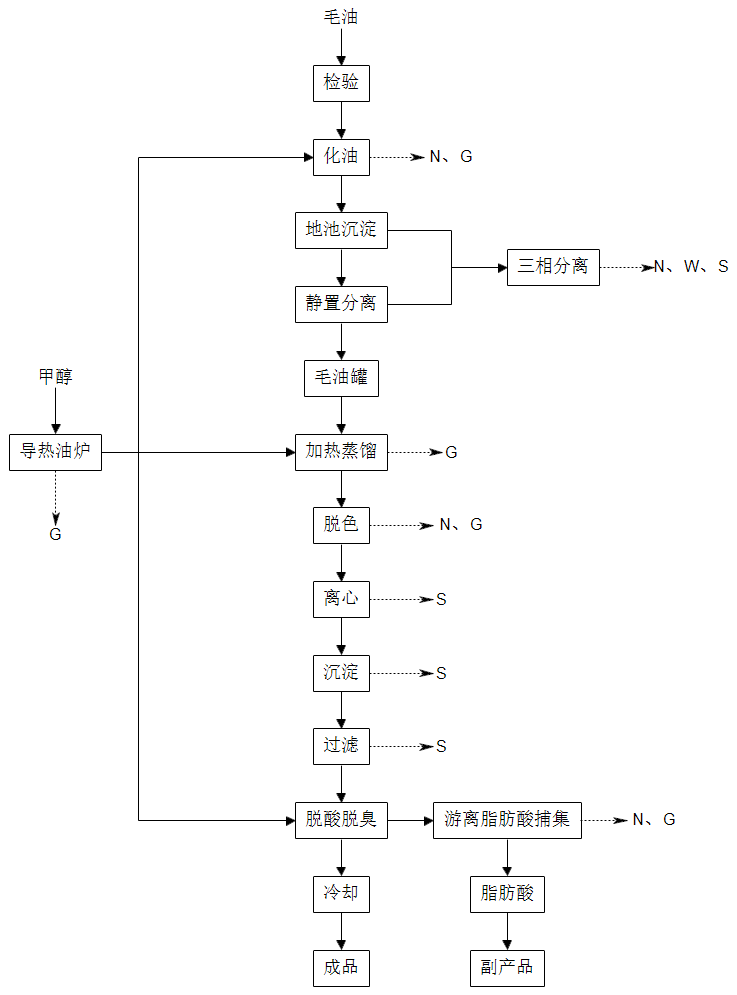 毛油
检验
化油
N、G
地池沉淀
三相分离
N、W、S
静置分离
毛油罐
甲醇
导热油炉
加热蒸馏
G
G
脱色
N、G
离心
S
沉淀
S
过滤
S
脱酸脱臭
游离脂肪酸捕集
N、G
冷却
脂肪酸
成品
副产品